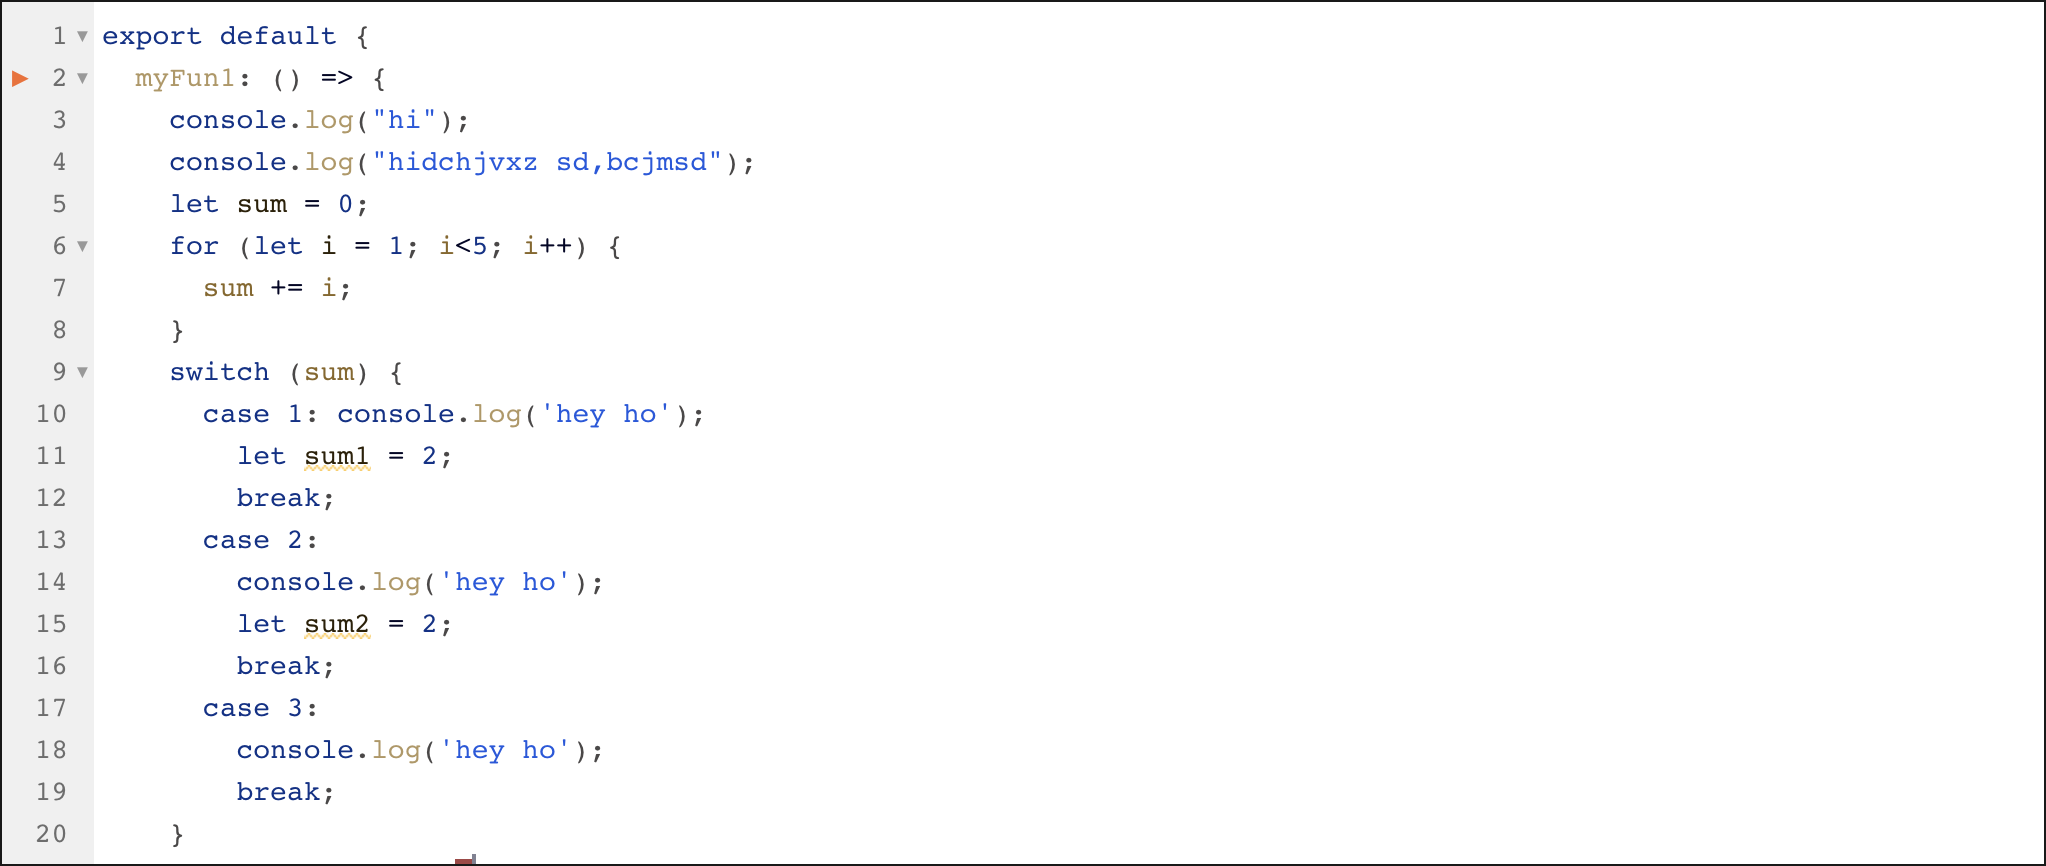 1 export default {
2 myFun1: () => {
3 console.log("hi");
4 console.log("hidchjvxz sd,bcjmsd");
5 let sum = 0;
6 for (let i = 1; i<5; i++) {
7 sum += i;
8 }
9 switch (sum) {
10 case 1: console.log('hey ho');
11 let sum1 = 2;
12 break;
13 case 2:
14 console.log('hey ho');
15 let sum2 = 2;
16 break;
17 case 3:
18 console.log('hey ho');
19 break;
20 }